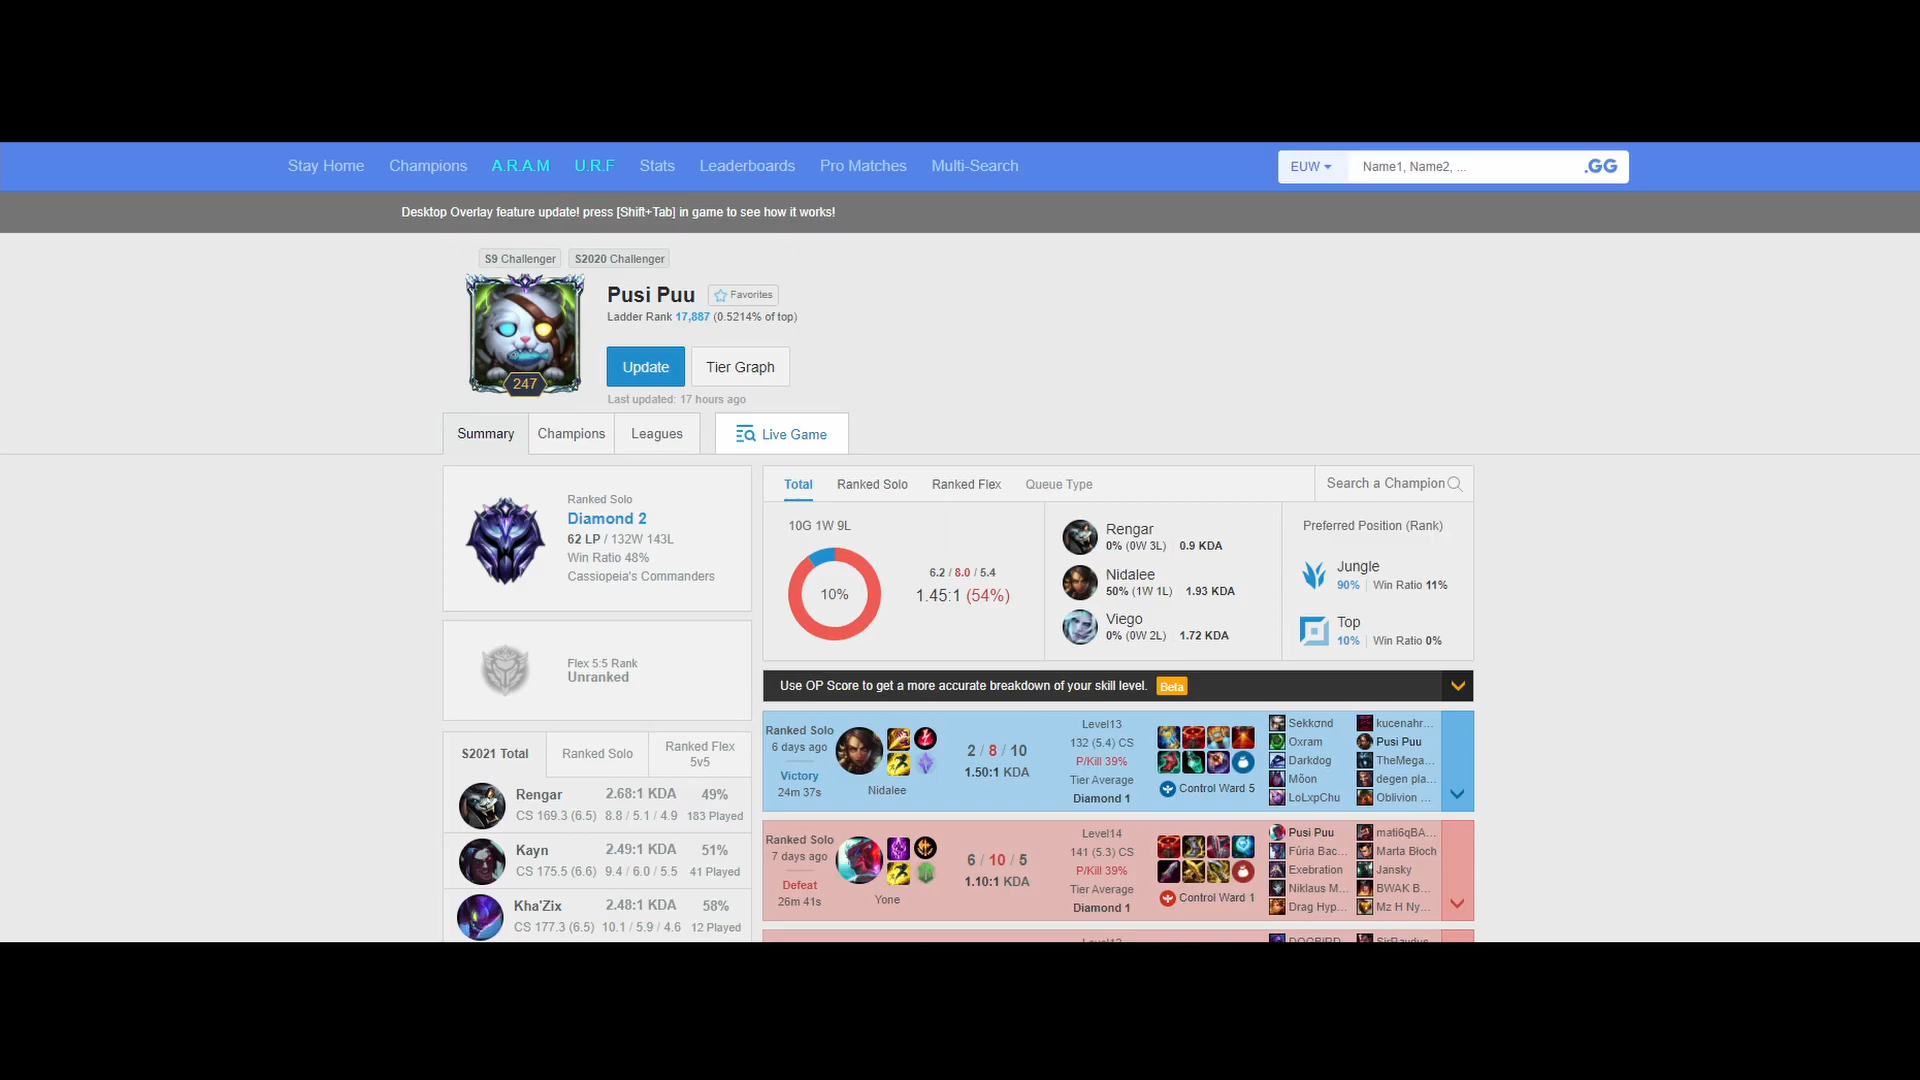 Stay Home Champions A.R.A.M U.R.F Stats Leaderboards Pro Matches Multi-Search EUW Name1, Name2, ... .GG
Desktop Overlay feature update! press [Shift+Tab] in game to see how it works!
S9 Challenger S2020 Challenger
Pusi Puu Favorites
Ladder Rank 17,887 (0.5214% of top)
247
Update Tier Graph
Last updated: 17 hours ago
Summary Champions Leagues Live Game
Ranked Solo
Diamond 2
62 LP / 132W 143L
Win Ratio 48%
Cassiopeia's Commanders
Flex 5:5 Rank
Unranked
S2021 Total Ranked Solo Ranked Flex 5v5
Rengar 2.68:1 KDA 49%
CS 169.3 (6.5) 8.8 / 5.1 / 4.9 183 Played
Kayn 2.49:1 KDA 51%
CS 175.5 (6.6) 9.4 / 6.0 / 5.5 41 Played
Kha'Zix 2.48:1 KDA 58%
CS 177.3 (6.5) 10.1 / 5.9 / 4.6 12 Played
Total Ranked Solo Ranked Flex Queue Type Search a Champion
10G 1W 9L
10%
6.2 / 8.0 / 5.4
1.45:1 (54%)
Rengar
0% (0W 3L) 0.9 KDA
Nidalee
50% (1W 1L) 1.93 KDA
Viego
0% (0W 2L) 1.72 KDA
Preferred Position (Rank)
Jungle
90% Win Ratio 11%
Top
10% Win Ratio 0%
Use OP Score to get a more accurate breakdown of your skill level. Beta
Ranked Solo
6 days ago
Victory
24m 37s
Nidalee
2 / 8 / 10
1.50:1 KDA
Level13
132 (5.4) CS
P/Kill 39%
Tier Average
Diamond 1
Control Ward 5
Sekkσnd kucenahr...
Oxram Pusi Puu
Darkdog TheMega...
Mõon degen pla...
LoLxpChu Oblivion ...
Ranked Solo
7 days ago
Defeat
26m 41s
Yone
6 / 10 / 5
1.10:1 KDA
Level14
141 (5.3) CS
P/Kill 39%
Tier Average
Diamond 1
Control Ward 1
Pusi Puu mati6qBA...
Fúria Bac... Marta Błoch
Exebration Jansky
Niklaus M... BWAK B...
Drag Hyp... Mz H Ny...